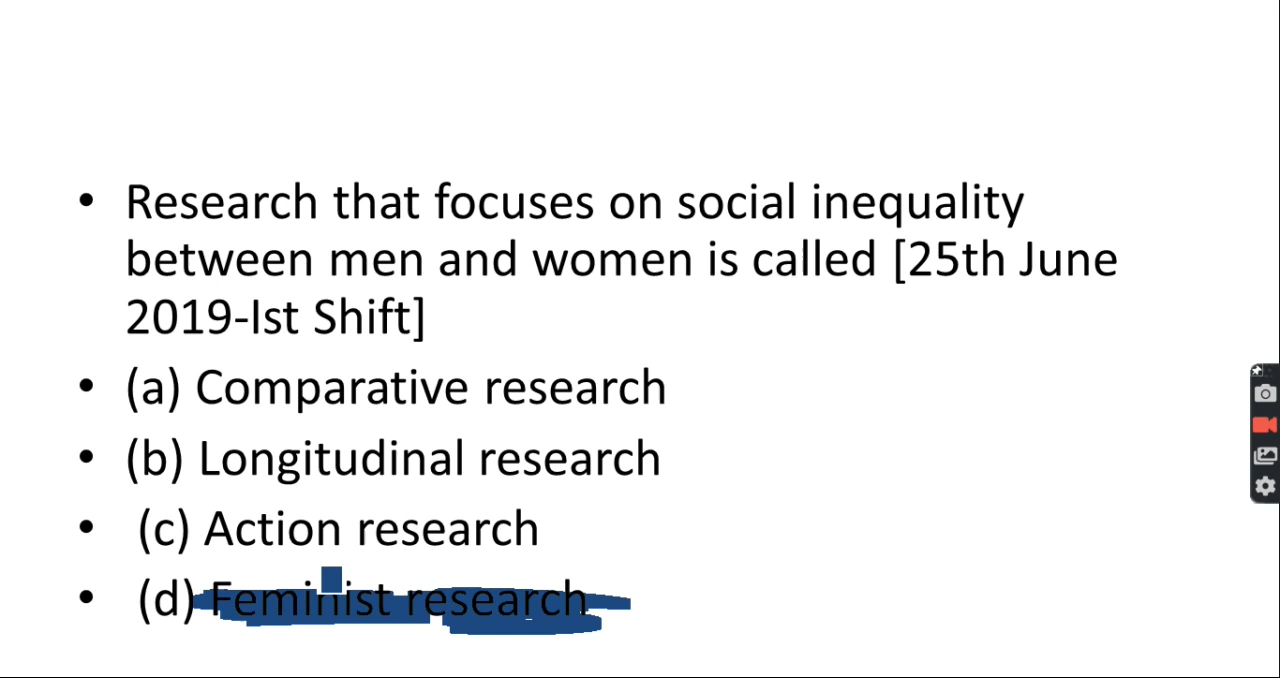 • Research that focuses on social inequality
between men and women is called [25th June
2019-Ist Shift]
• (a) Comparative research
• (b) Longitudinal research
• (c) Action research
• (d) Feminist research